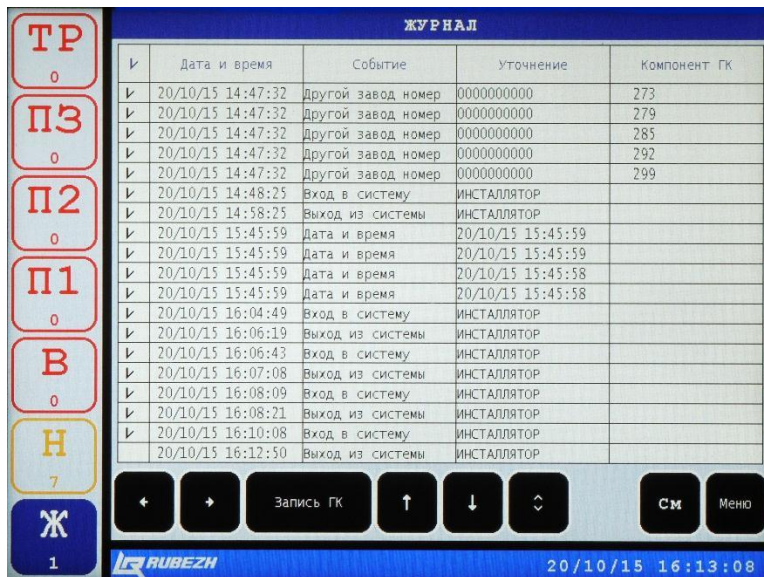 ТР
0
П3
0
П2
0
П1
0
В
0
Н
7
Ж
1
ЖУРНАЛ
V Дата и время Событие Уточнение Компонент ГК
V 20/10/15 14:47:32 Другой завод номер 0000000000 273
V 20/10/15 14:47:32 Другой завод номер 0000000000 279
V 20/10/15 14:47:32 Другой завод номер 0000000000 285
V 20/10/15 14:47:32 Другой завод номер 0000000000 292
V 20/10/15 14:47:32 Другой завод номер 0000000000 299
V 20/10/15 14:48:25 Вход в систему ИНСТАЛЛЯТОР
V 20/10/15 14:58:25 Выход из системы ИНСТАЛЛЯТОР
V 20/10/15 15:45:59 Дата и время 20/10/15 15:45:59
V 20/10/15 15:45:59 Дата и время 20/10/15 15:45:59
V 20/10/15 15:45:59 Дата и время 20/10/15 15:45:58
V 20/10/15 15:45:59 Дата и время 20/10/15 15:45:58
V 20/10/15 16:04:49 Вход в систему ИНСТАЛЛЯТОР
V 20/10/15 16:06:19 Выход из системы ИНСТАЛЛЯТОР
V 20/10/15 16:06:43 Вход в систему ИНСТАЛЛЯТОР
V 20/10/15 16:07:08 Выход из системы ИНСТАЛЛЯТОР
V 20/10/15 16:08:09 Вход в систему ИНСТАЛЛЯТОР
V 20/10/15 16:08:21 Выход из системы ИНСТАЛЛЯТОР
V 20/10/15 16:10:08 Вход в систему ИНСТАЛЛЯТОР
20/10/15 16:12:50 Выход из системы ИНСТАЛЛЯТОР
← → Запись ГК ↑ ↓ См Меню
RUBEZH 20/10/15 16:13:08